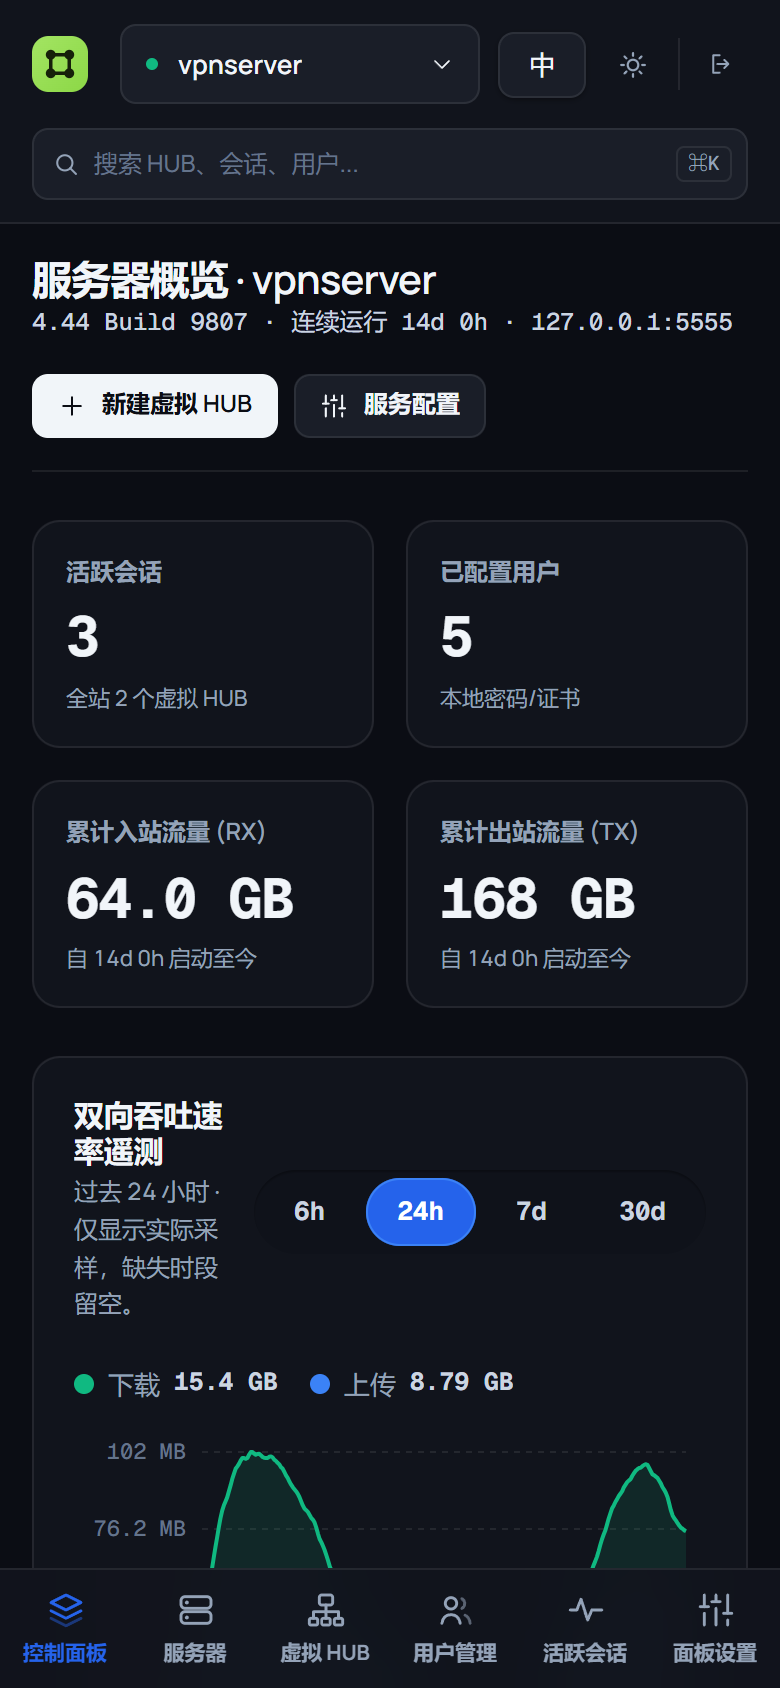 vpnserver
中
搜索 HUB、会话、用户...
⌘K
服务器概览 · vpnserver
4.44 Build 9807 · 连续运行 14d 0h · 127.0.0.1:5555
新建虚拟 HUB
服务配置
活跃会话
3
全站 2 个虚拟 HUB
已配置用户
5
本地密码/证书
累计入站流量 (RX)
64.0 GB
自 14d 0h 启动至今
累计出站流量 (TX)
168 GB
自 14d 0h 启动至今
双向吞吐速
率遥测
过去 24 小时 ·
仅显示实际采
样，缺失时段
留空。
6h
24h
7d
30d
下载 15.4 GB
上传 8.79 GB
102 MB
76.2 MB
控制面板
服务器
虚拟 HUB
用户管理
活跃会话
面板设置